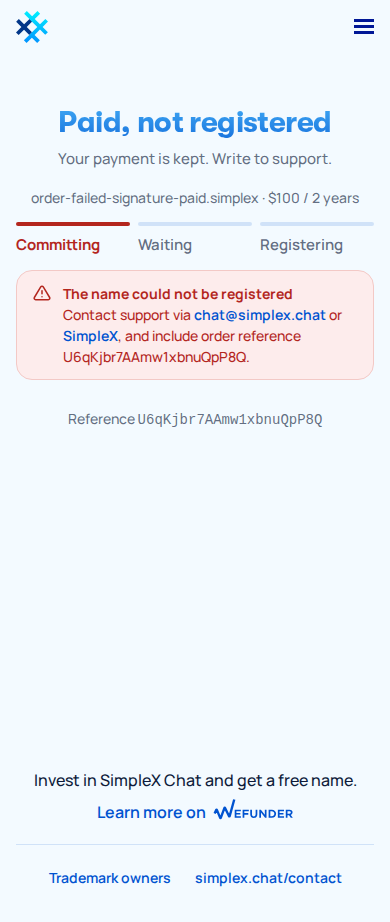 Paid, not registered
Your payment is kept. Write to support.
order-failed-signature-paid.simplex · $100 / 2 years
Committing
Waiting
Registering
The name could not be registered
Contact support via chat@simplex.chat or
SimpleX, and include order reference
U6qKjbr7AAmw1xbnuQpP8Q.
Reference U6qKjbr7AAmw1xbnuQpP8Q
Invest in SimpleX Chat and get a free name.
Learn more on WEFUNDER
Trademark owners
simplex.chat/contact